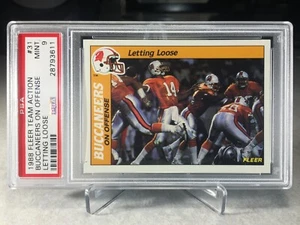 1988 FLEER TEAM ACTION
BUCCANEERS ON OFFENSE
LETTING LOOSE
#31
MINT
9
28793611
PSA
Letting Loose
BUCCANEERS
ON OFFENSE
14
FLEER